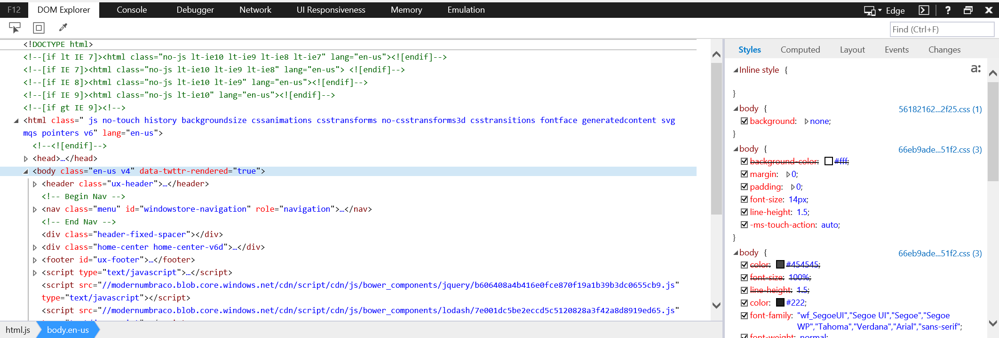 F12 DOM Explorer Console Debugger Network UI Responsiveness Memory Emulation Edge ?
Find (Ctrl+F)
<!DOCTYPE html>
<!--[if lt IE 7]><html class="no-js lt-ie10 lt-ie9 lt-ie8 lt-ie7" lang="en-us"><![endif]-->
<!--[if IE 7]><html class="no-js lt-ie10 lt-ie9 lt-ie8" lang="en-us"> <![endif]-->
<!--[if IE 8]><html class="no-js lt-ie10 lt-ie9" lang="en-us"><![endif]-->
<!--[if IE 9]><html class="no-js lt-ie10" lang="en-us"><![endif]-->
<!--[if gt IE 9]><!-->
<html class=" js no-touch history backgroundsize cssanimations csstransforms no-csstransforms3d csstransitions fontface generatedcontent svg
mqs pointers v6" lang="en-us">
<!--<![endif]-->
<head>…</head>
<body class="en-us v4" data-twttr-rendered="true">
<header class="ux-header">…</header>
<!-- Begin Nav -->
<nav class="menu" id="windowstore-navigation" role="navigation">…</nav>
<!-- End Nav -->
<div class="header-fixed-spacer"></div>
<div class="home-center home-center-v6d">…</div>
<footer id="ux-footer">…</footer>
<script type="text/javascript">…</script>
<script src="//modernumbraco.blob.core.windows.net/cdn/script/cdn/js/bower_components/jquery/b606408a4b416e0fce870f19a1b39b3dc0655cb9.js"
type="text/javascript"></script>
<script src="//modernumbraco.blob.core.windows.net/cdn/script/cdn/js/bower_components/lodash/7e001dc5be2eccd5c5120828a3f42a8d8919ed65.js"
html.js body.en-us
Styles Computed Layout Events Changes
Inline style { a:
}
body { 56182162...2f25.css (1)
background: none;
}
body { 66eb9ade...51f2.css (3)
background-color: #fff;
margin: 0;
padding: 0;
font-size: 14px;
line-height: 1.5;
-ms-touch-action: auto;
}
body { 66eb9ade...51f2.css (3)
color: #454545;
font-size: 100%;
line-height: 1.5;
color: #222;
font-family: "wf_SegoeUI","Segoe UI","Segoe","Segoe
WP","Tahoma","Verdana","Arial","sans-serif";
font-weight: normal;